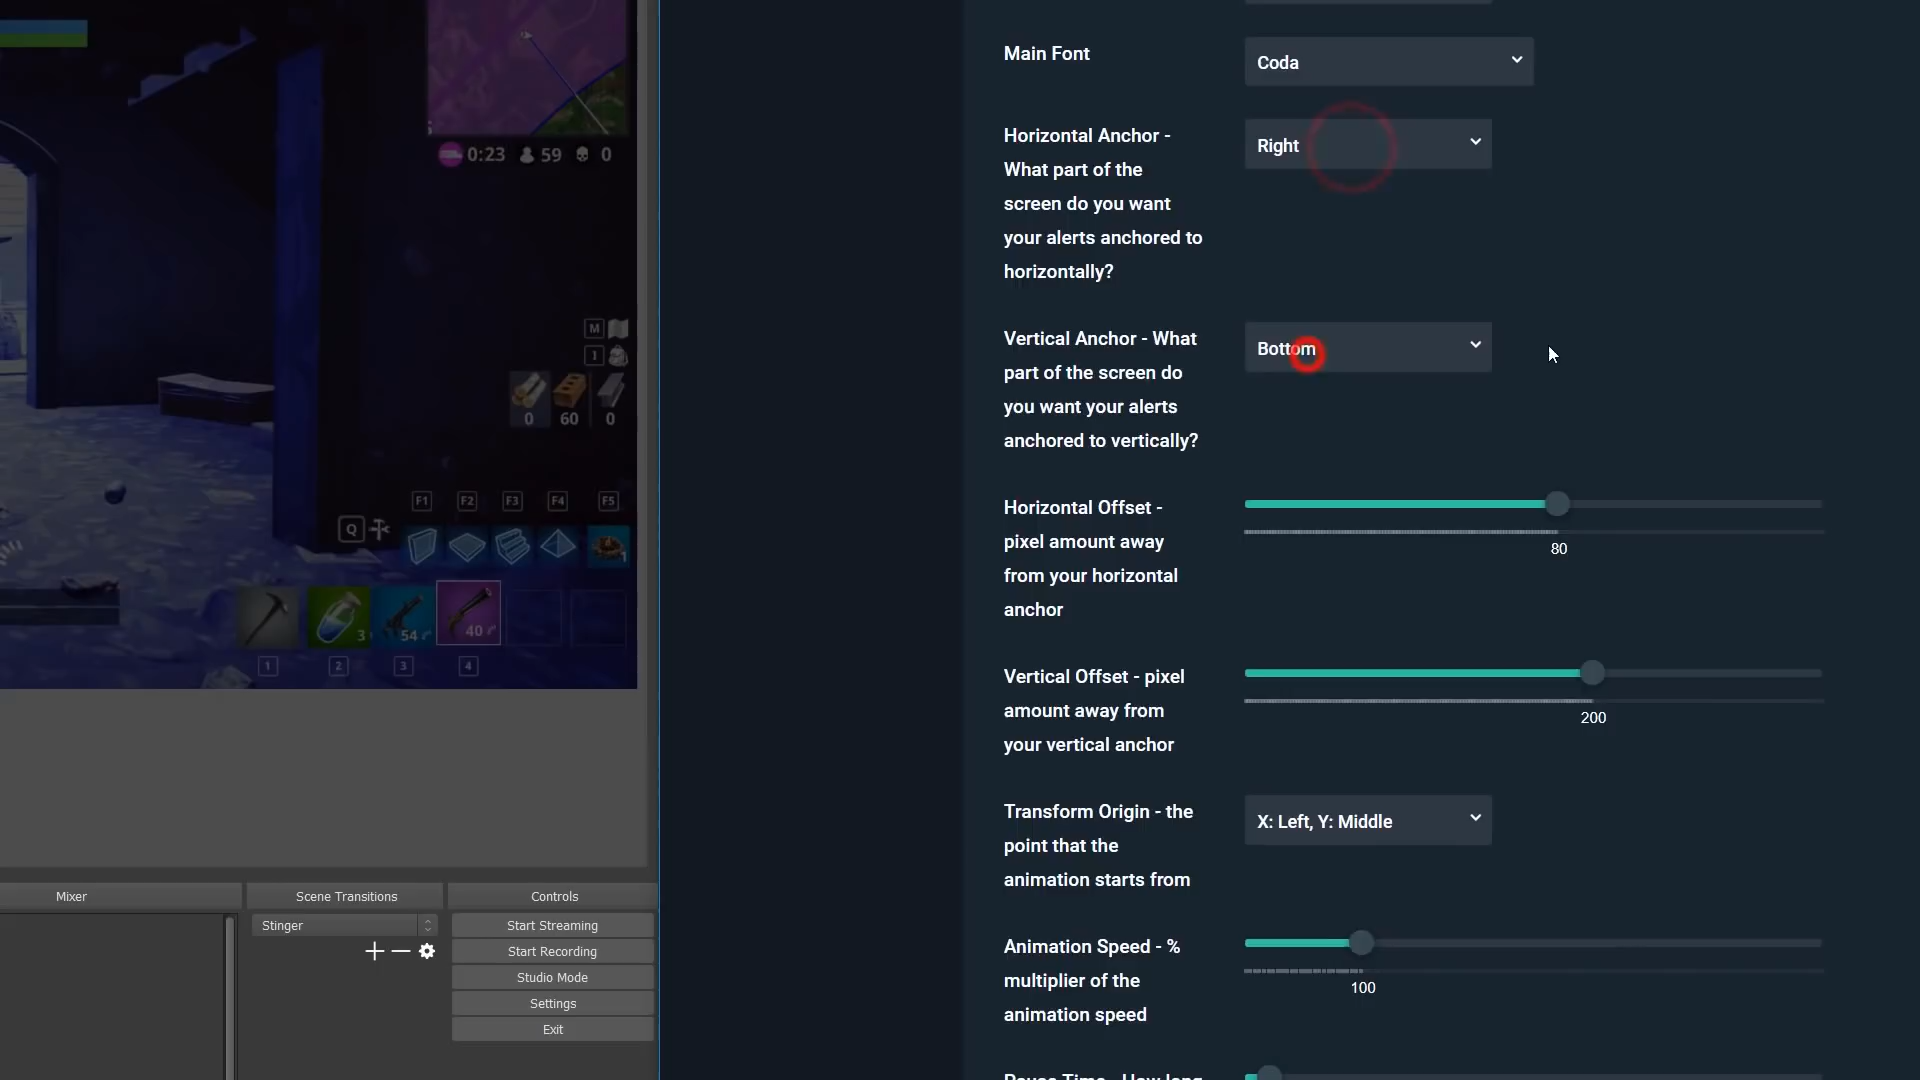 0:23 59 0
M
I
0 60 0
F1 F2 F3 F4 F5
Q
1
3 54 40
1 2 3 4
Mixer
Scene Transitions
Controls
Stinger
Start Streaming
Start Recording
Studio Mode
Settings
Exit
Main Font
Coda
Horizontal Anchor -
What part of the
screen do you want
your alerts anchored to
horizontally?
Right
Vertical Anchor - What
part of the screen do
you want your alerts
anchored to vertically?
Bottom
Horizontal Offset -
pixel amount away
from your horizontal
anchor
80
Vertical Offset - pixel
amount away from
your vertical anchor
200
Transform Origin - the
point that the
animation starts from
X: Left, Y: Middle
Animation Speed - %
multiplier of the
animation speed
100
Pause Time - How long